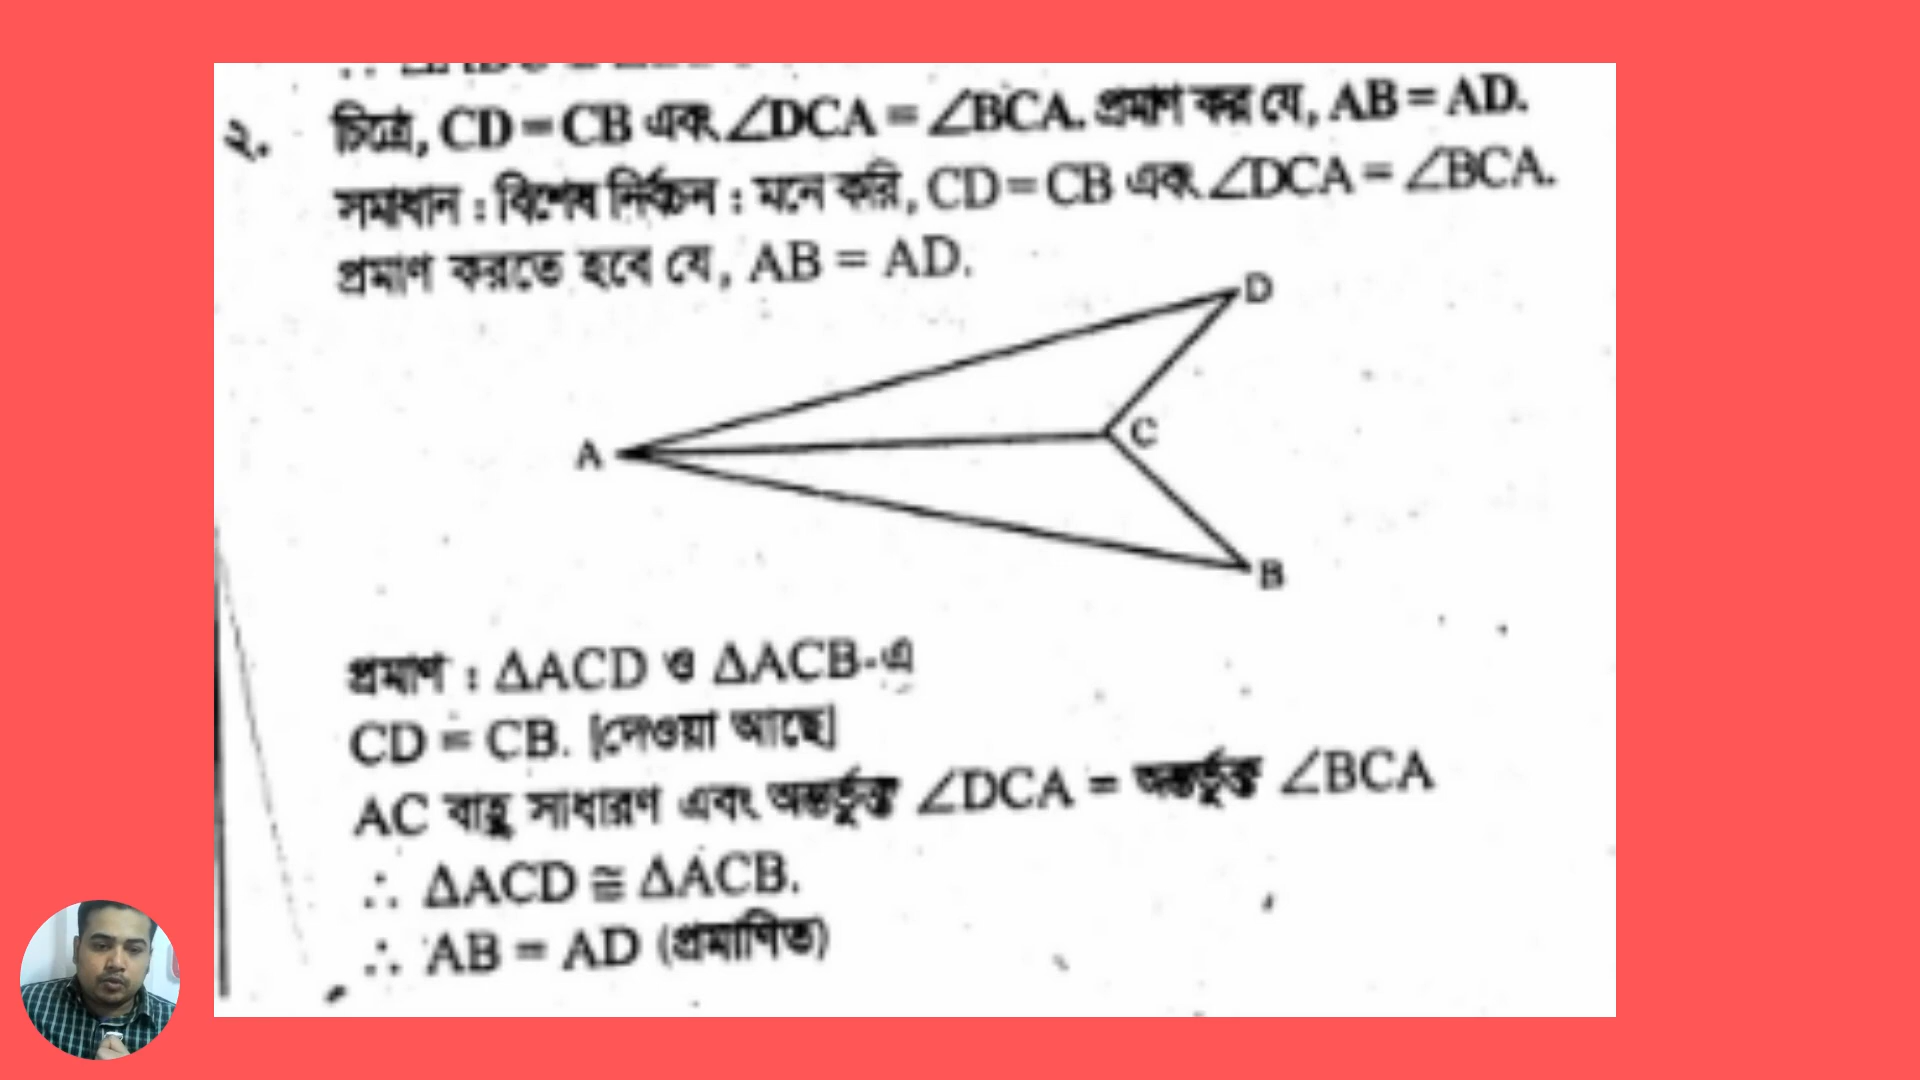 ২. চিত্রে, CD = CB এবং ∠DCA = ∠BCA. প্রমাণ কর যে, AB = AD.
সমাধান : বিশেষ নির্বচন : মনে করি, CD = CB এবং ∠DCA = ∠BCA.
প্রমাণ করতে হবে যে, AB = AD.
D
A
C
B
প্রমাণ : ΔACD ও ΔACB-এ
CD = CB. [দেওয়া আছে]
AC বাহু সাধারণ এবং অন্তর্ভুক্ত ∠DCA = অন্তর্ভুক্ত ∠BCA
∴ ΔACD ≅ ΔACB.
∴ AB = AD (প্রমাণিত)